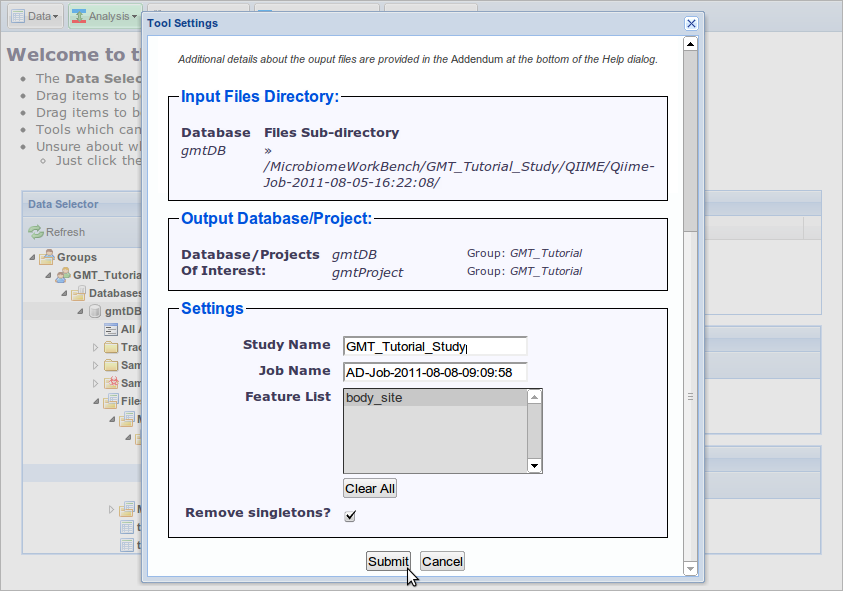 Data
Analysis
Tool Settings
Welcome to t
The Data Selec
Drag items to b
Drag items to b
Tools which can
Unsure about w
Just click the
Data Selector
Refresh
Groups
GMT_Tutoria
Databases
gmtDB
All A
Trac
Sam
Sam
Files
Additional details about the ouput files are provided in the Addendum at the bottom of the Help dialog.
Input Files Directory:
Database Files Sub-directory
gmtDB »
/MicrobiomeWorkBench/GMT_Tutorial_Study/QIIME/Qiime-
Job-2011-08-05-16:22:08/
Output Database/Project:
Database/Projects gmtDB Group: GMT_Tutorial
Of Interest: gmtProject Group: GMT_Tutorial
Settings
Study Name GMT_Tutorial_Study
Job Name AD-Job-2011-08-08-09:09:58
Feature List body_site
Clear All
Remove singletons?
Submit Cancel